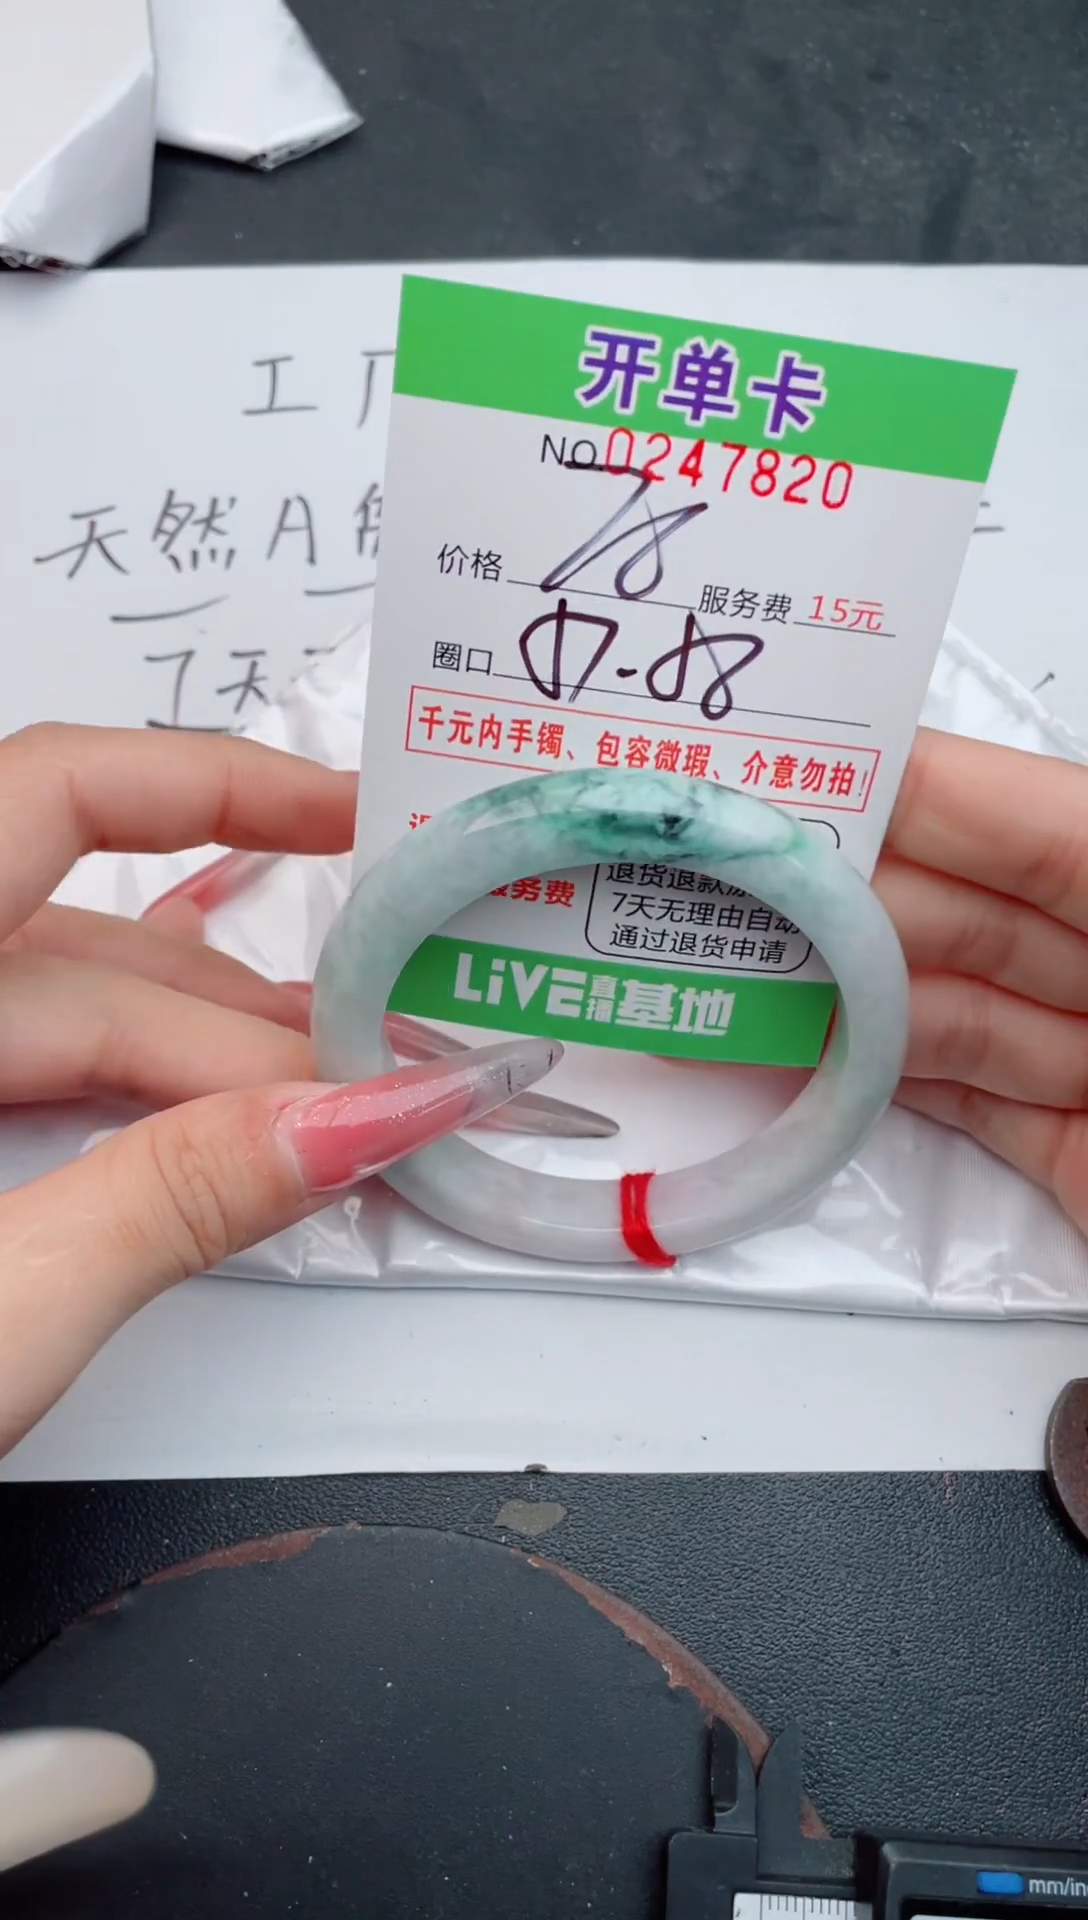 工厂
天然A
7天
开单卡
NO 0247820
价格 78 服务费 15元
圈口 57-58
千元内手镯、包容微瑕、介意勿拍!
服务费
退货退款
7天无理由自动
通过退货申请
LiVE直播基地
mm/in